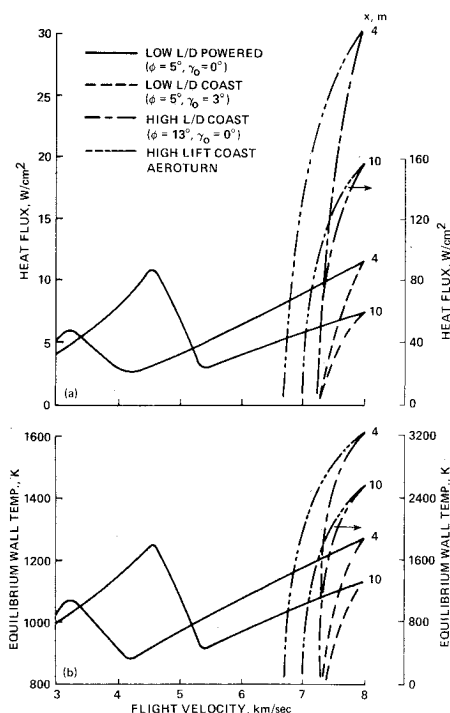 x, m
4
30
25
20
15
10
5
0
HEAT FLUX, W/cm²
LOW L/D POWERED
(ϕ = 5°, γ₀ = 0°)
LOW L/D COAST
(ϕ = 5°, γ₀ = 3°)
HIGH L/D COAST
(ϕ = 13°, γ₀ = 0°)
HIGH LIFT COAST
AEROTURN
10
4
10
160
120
80
40
0
HEAT FLUX, W/cm²
(a)
1600
1400
1200
1000
800
EQUILIBRIUM WALL TEMP., K
4
10
4
10
3200
2400
1600
800
0
EQUILIBRIUM WALL TEMP., K
(b)
3 4 5 6 7 8
FLIGHT VELOCITY, km/sec